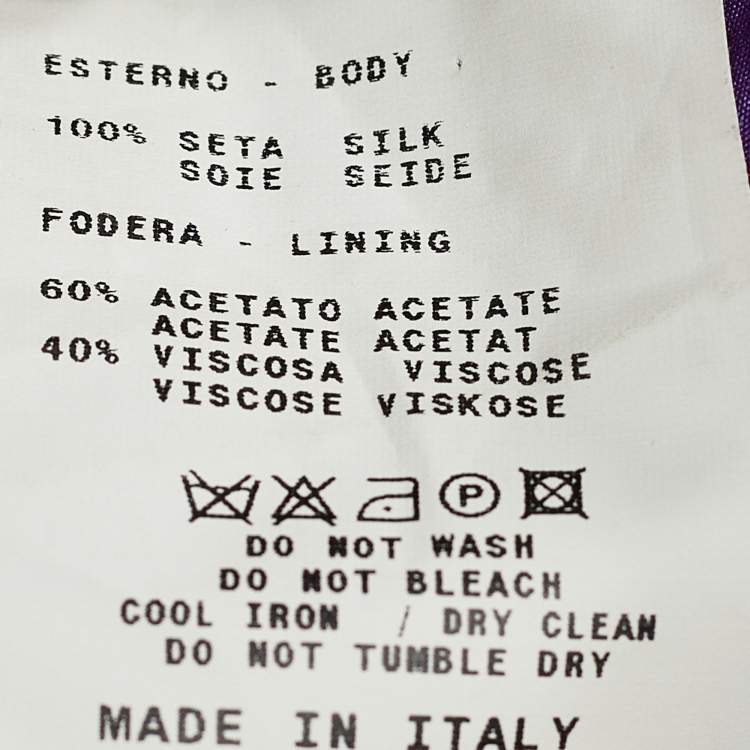 ESTERNO - BODY
100% SETA SILK
SOIE SEIDE
FODERA - LINING
60% ACETATO ACETATE
ACETATE ACETAT
40% VISCOSA VISCOSE
VISCOSE VISKOSE
P
DO NOT WASH
DO NOT BLEACH
COOL IRON / DRY CLEAN
DO NOT TUMBLE DRY
MADE IN ITALY